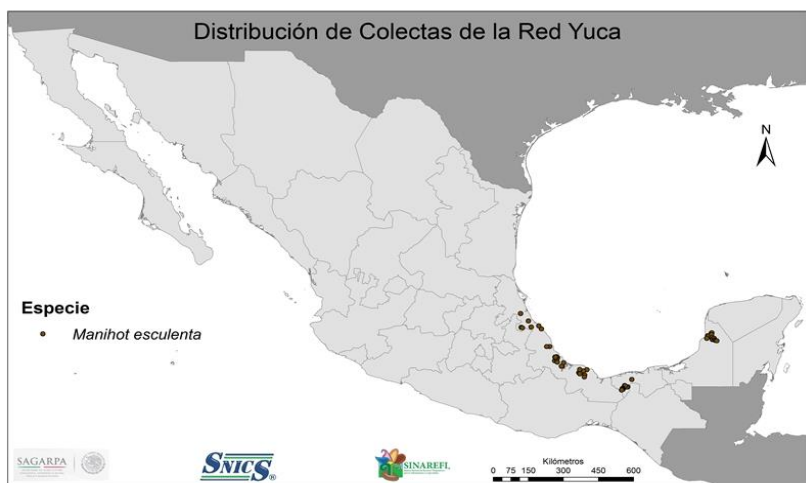 Distribución de Colectas de la Red Yuca
N
Especie
Manihot esculenta
SAGARPA
SNICS®
SINAREFI
Kilómetros
0 75 150 300 450 600